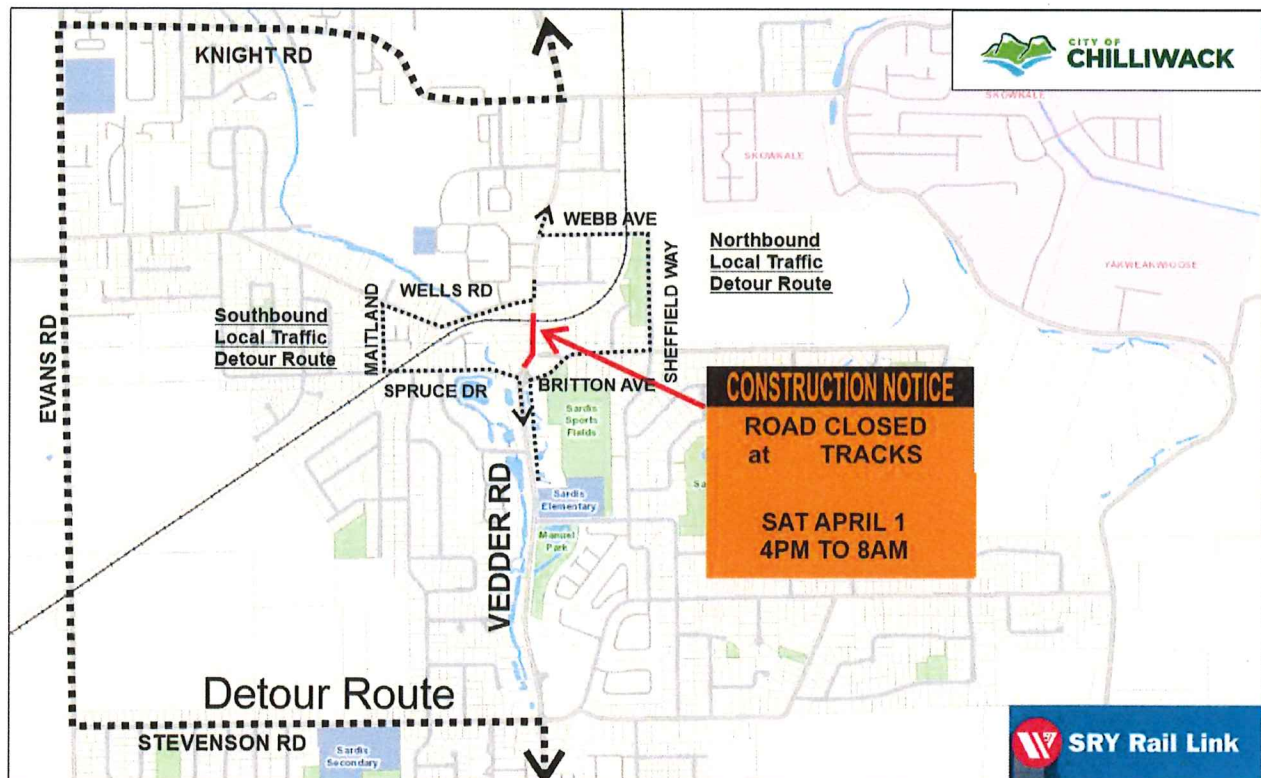 KNIGHT RD
CITY OF
CHILLIWACK
SKOWKALE
SKOWKALE
WEBB AVE
Northbound
Local Traffic
Detour Route
YAKWEAKWIOOSE
WELLS RD
Southbound
Local Traffic
Detour Route
MAITLAND
SHEFFIELD WAY
EVANS RD
SPRUCE DR
BRITTON AVE
CONSTRUCTION NOTICE
ROAD CLOSED
at TRACKS
SAT APRIL 1
4PM TO 8AM
Sardis
Sports
Fields
Sa
Sardis
Elementary
Manuel
Park
VEDDER RD
Detour Route
STEVENSON RD
Sardis
Secondary
SRY Rail Link